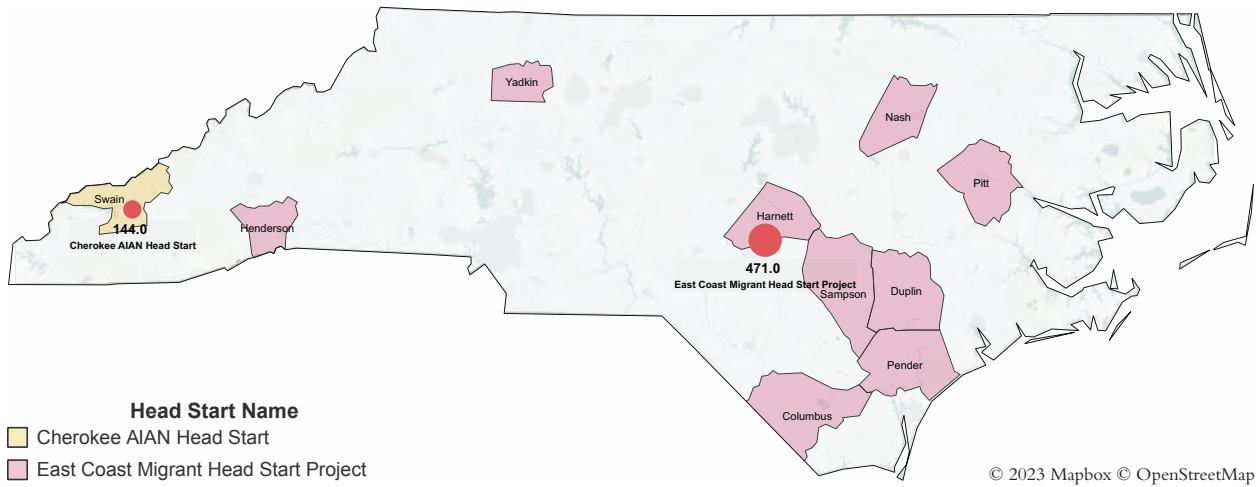 Yadkin
Nash
Pitt
Swain
144.0
Cherokee AIAN Head Start
Henderson
Harnett
471.0
East Coast Migrant Head Start Project
Sampson
Duplin
Pender
Columbus
Head Start Name
Cherokee AIAN Head Start
East Coast Migrant Head Start Project
© 2023 Mapbox © OpenStreetMap